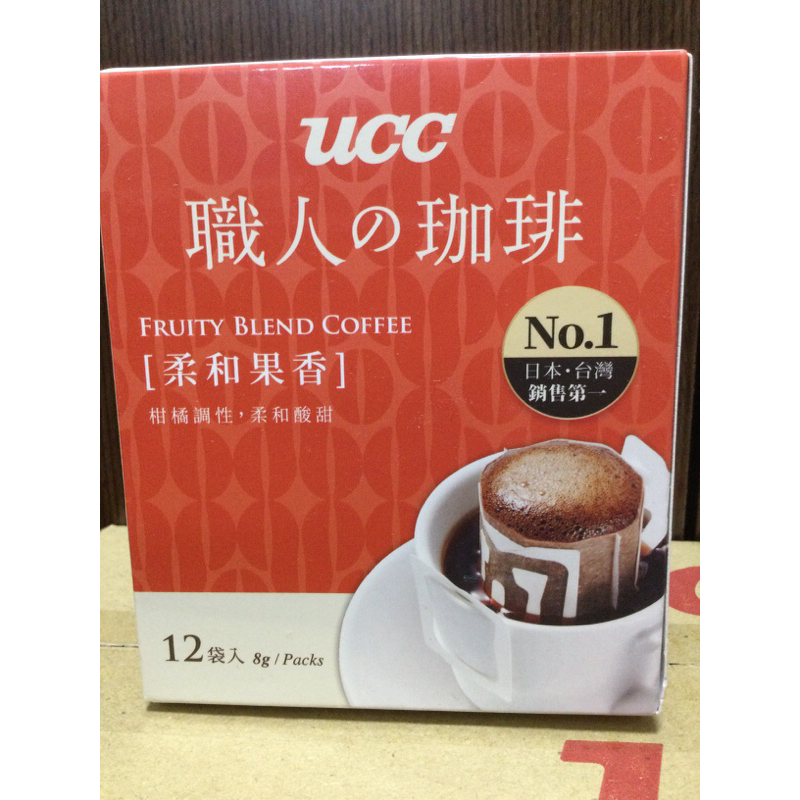 UCC
職人の珈琲
FRUITY BLEND COFFEE
[柔和果香]
柑橘調性,柔和酸甜
No.1
日本·台灣
銷售第一
12袋入 8g / Packs